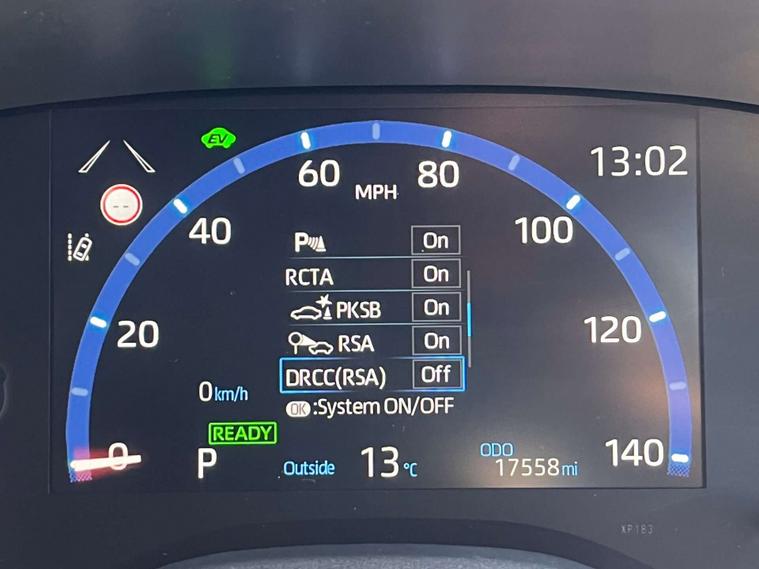 EV
13:02
60
80
MPH
--
40
100
P
On
RCTA
On
PKSB
On
20
120
RSA
On
DRCC(RSA)
Off
0km/h
OK:System ON/OFF
READY
0
P
Outside
13°C
ODO
17558mi
140
XP183